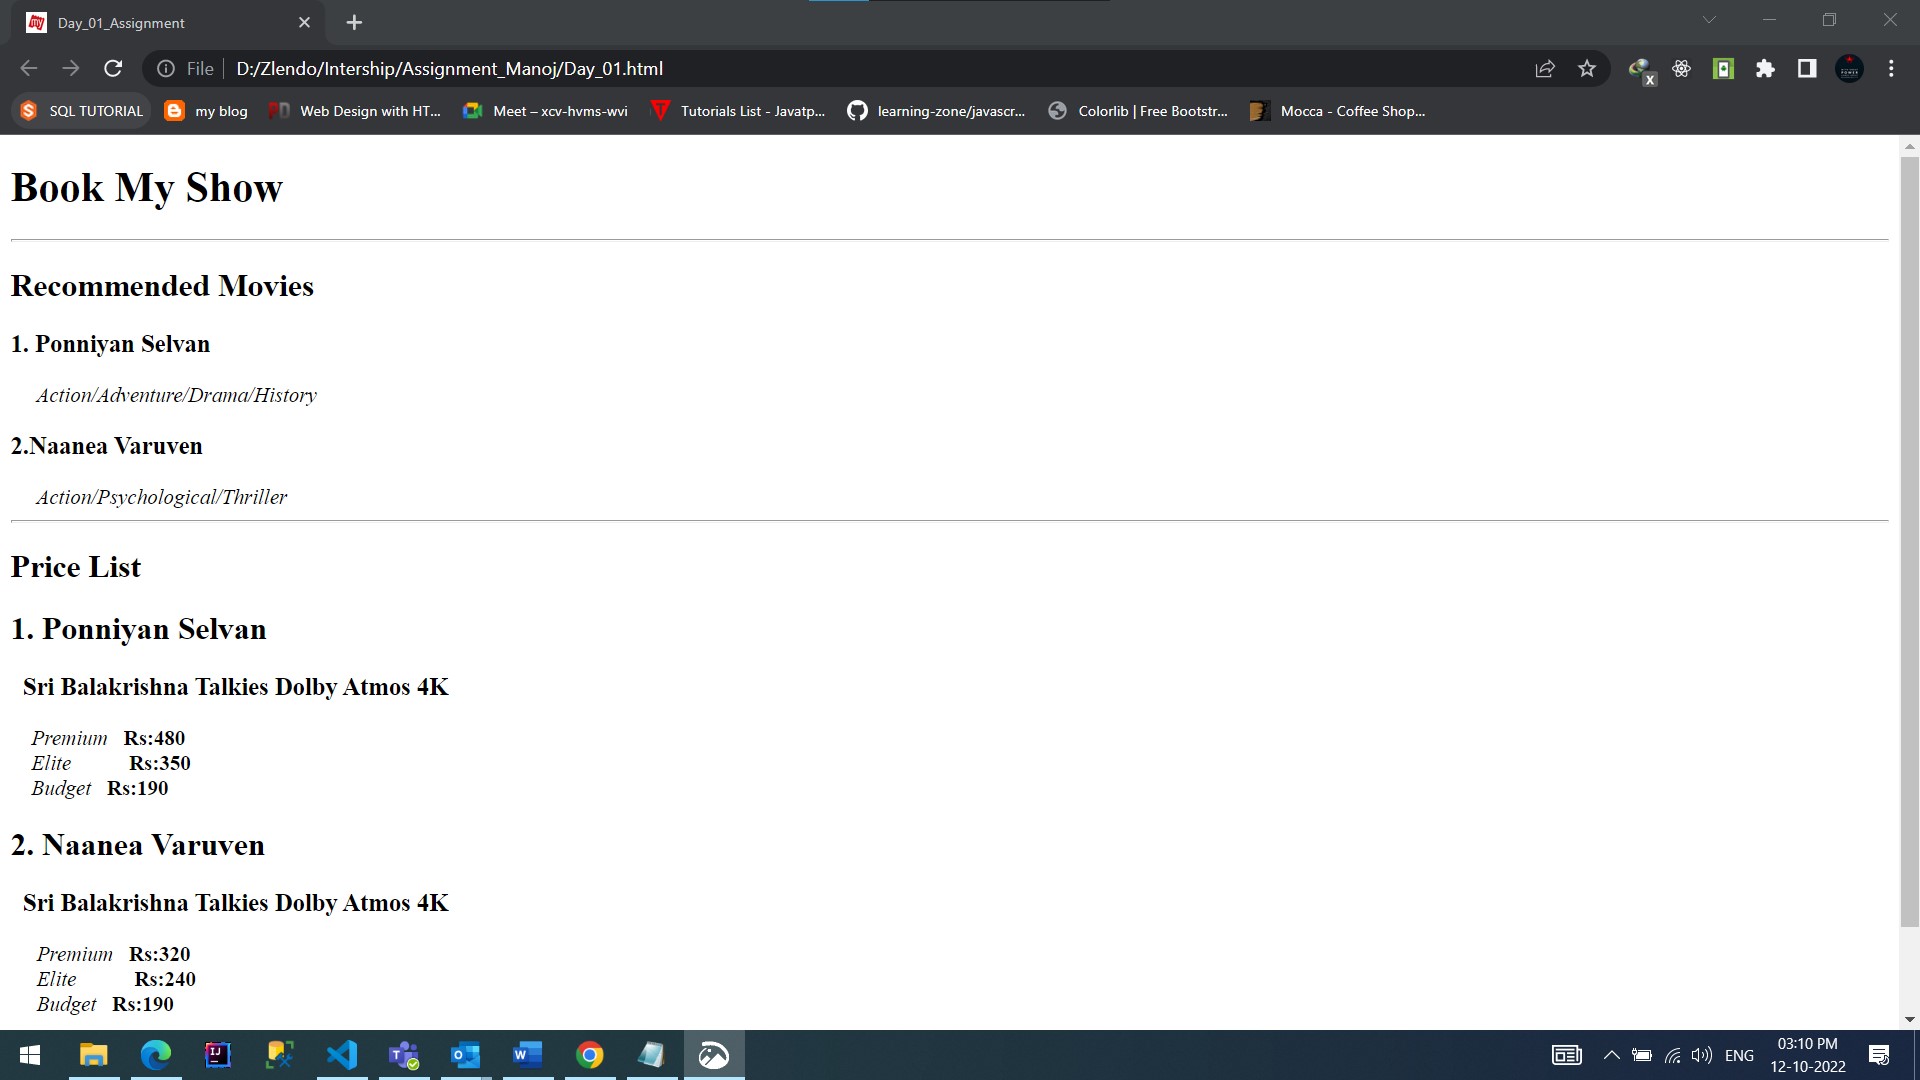 Day_01_Assignment
File D:/Zlendo/Intership/Assignment_Manoj/Day_01.html
SQL TUTORIAL my blog Web Design with HT... Meet – xcv-hvms-wvi Tutorials List - Javatp... learning-zone/javascr... Colorlib | Free Bootstr... Mocca - Coffee Shop...
Book My Show
Recommended Movies
1. Ponniyan Selvan
Action/Adventure/Drama/History
2.Naanea Varuven
Action/Psychological/Thriller
Price List
1. Ponniyan Selvan
Sri Balakrishna Talkies Dolby Atmos 4K
Premium Rs:480
Elite Rs:350
Budget Rs:190
2. Naanea Varuven
Sri Balakrishna Talkies Dolby Atmos 4K
Premium Rs:320
Elite Rs:240
Budget Rs:190
ENG
03:10 PM
12-10-2022